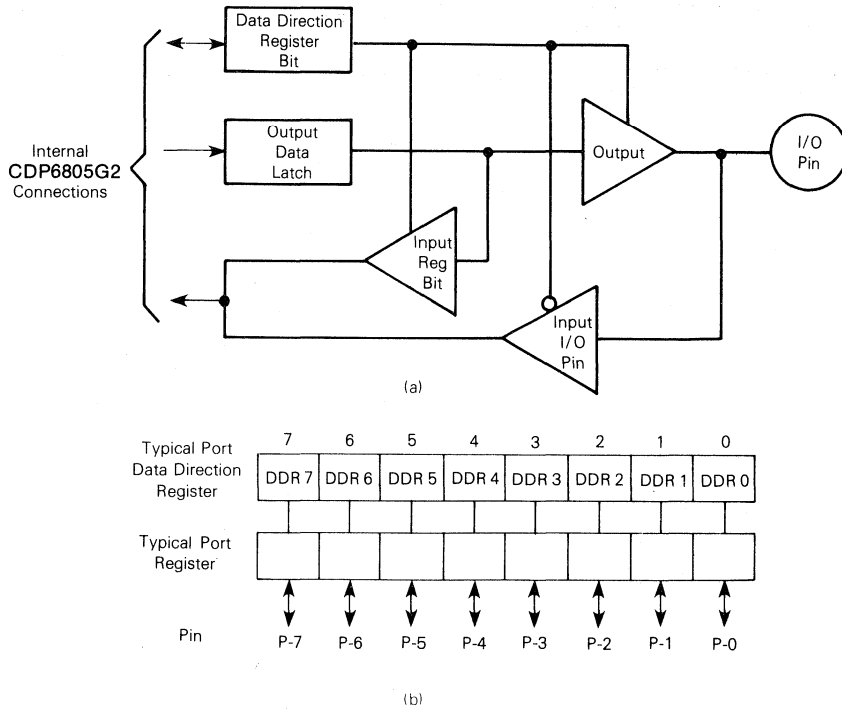 Data Direction
Register
Bit
Output
Data
Latch
Internal
CDP6805G2
Connections
Output
I/O
Pin
Input
Reg
Bit
Input
I/O
Pin
(a)
7 6 5 4 3 2 1 0
Typical Port
Data Direction
Register
DDR 7 DDR 6 DDR 5 DDR 4 DDR 3 DDR 2 DDR 1 DDR 0
Typical Port
Register
Pin P-7 P-6 P-5 P-4 P-3 P-2 P-1 P-0
(b)